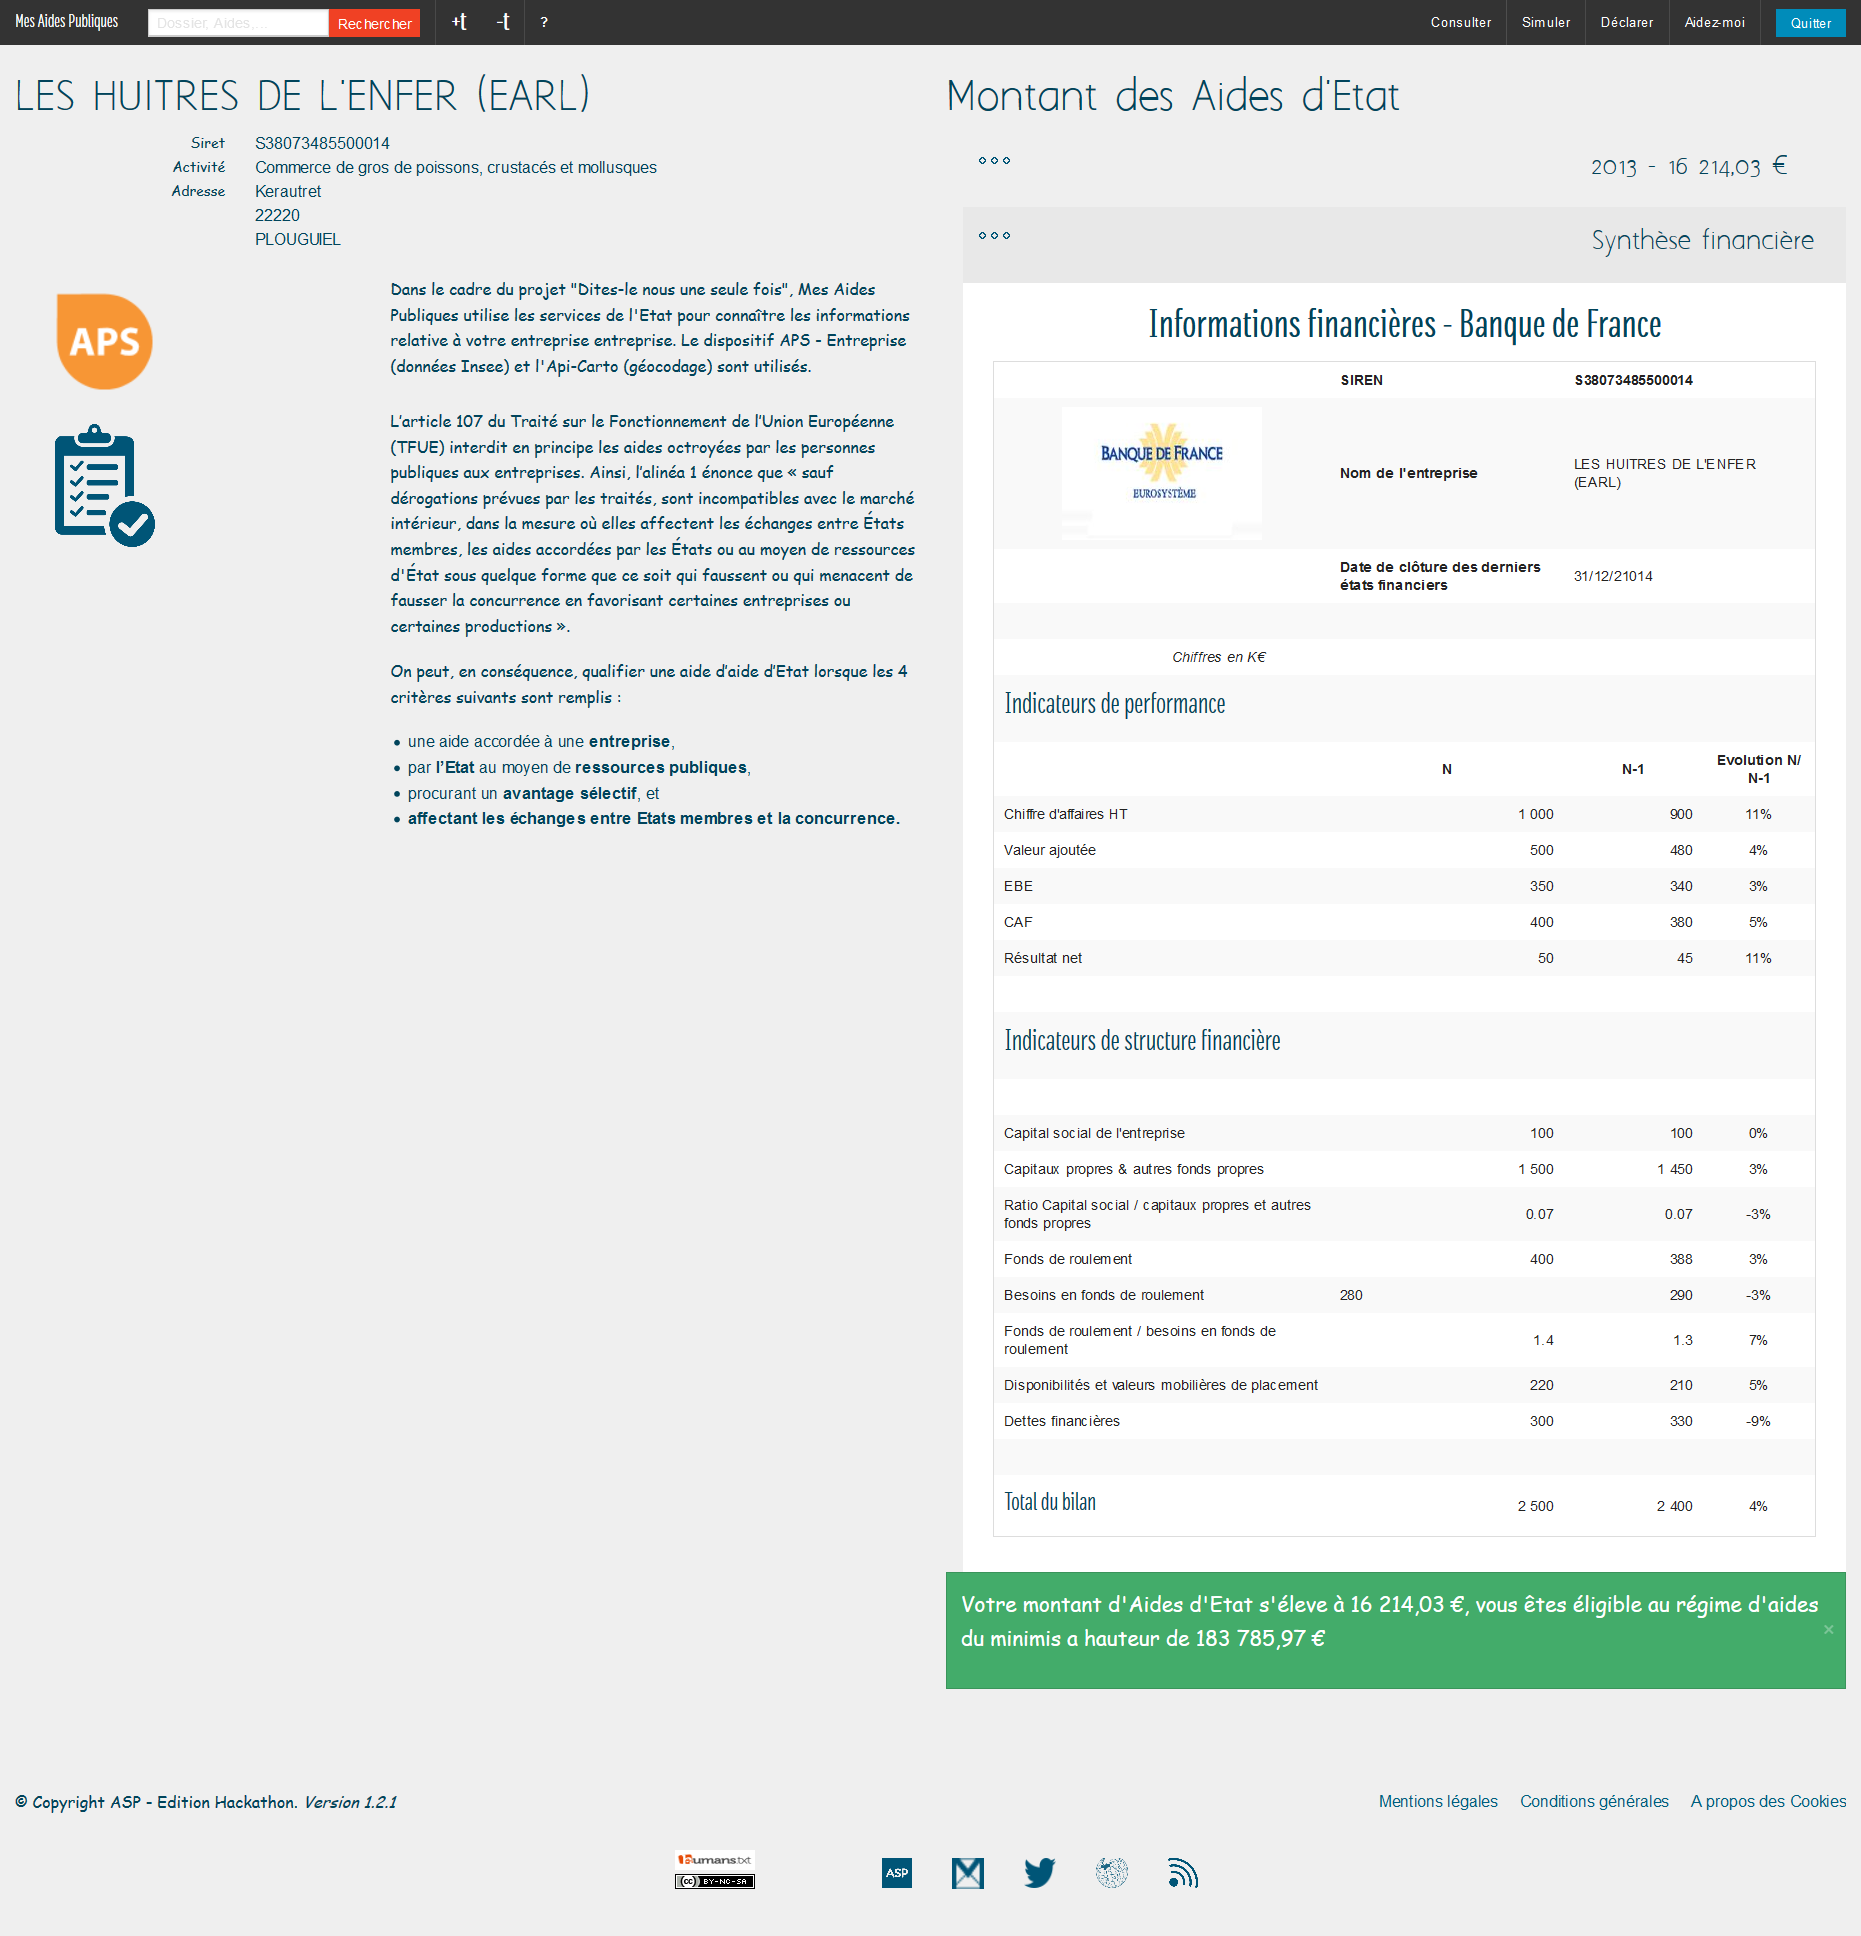 Mes Aides Publiques
Dossier, Aides,...
Rechercher
+t
-t
?
Consulter
Simuler
Déclarer
Aidez-moi
Quitter
LES HUITRES DE L'ENFER (EARL)
Siret S38073485500014
Activité Commerce de gros de poissons, crustacés et mollusques
Adresse Kerautret
22220
PLOUGUIEL
APS
Dans le cadre du projet "Dites-le nous une seule fois", Mes Aides
Publiques utilise les services de l'Etat pour connaître les informations
relative à votre entreprise entreprise. Le dispositif APS - Entreprise
(données Insee) et l'Api-Carto (géocodage) sont utilisés.
L’article 107 du Traité sur le Fonctionnement de l’Union Européenne
(TFUE) interdit en principe les aides octroyées par les personnes
publiques aux entreprises. Ainsi, l’alinéa 1 énonce que « sauf
dérogations prévues par les traités, sont incompatibles avec le marché
intérieur, dans la mesure où elles affectent les échanges entre États
membres, les aides accordées par les États ou au moyen de ressources
d'État sous quelque forme que ce soit qui faussent ou qui menacent de
fausser la concurrence en favorisant certaines entreprises ou
certaines productions ».
On peut, en conséquence, qualifier une aide d’aide d’Etat lorsque les 4
critères suivants sont remplis :
• une aide accordée à une entreprise,
• par l’Etat au moyen de ressources publiques,
• procurant un avantage sélectif, et
• affectant les échanges entre Etats membres et la concurrence.
Montant des Aides d'Etat
2013 - 16 214,03 €
Synthèse financière
Informations financières - Banque de France
SIREN S38073485500014
BANQUE DE FRANCE
EUROSYSTÈME
Nom de l'entreprise
LES HUITRES DE L'ENFER
(EARL)
Date de clôture des derniers
états financiers
31/12/21014
Chiffres en K€
Indicateurs de performance
N N-1 Evolution N/
N-1
Chiffre d'affaires HT 1 000 900 11%
Valeur ajoutée 500 480 4%
EBE 350 340 3%
CAF 400 380 5%
Résultat net 50 45 11%
Indicateurs de structure financière
Capital social de l'entreprise 100 100 0%
Capitaux propres & autres fonds propres 1 500 1 450 3%
Ratio Capital social / capitaux propres et autres
fonds propres 0.07 0.07 -3%
Fonds de roulement 400 388 3%
Besoins en fonds de roulement 280 290 -3%
Fonds de roulement / besoins en fonds de
roulement 1.4 1.3 7%
Disponibilités et valeurs mobilières de placement 220 210 5%
Dettes financières 300 330 -9%
Total du bilan 2 500 2 400 4%
Votre montant d'Aides d'Etat s'éleve à 16 214,03 €, vous êtes éligible au régime d'aides
du minimis a hauteur de 183 785,97 €
×
© Copyright ASP - Edition Hackathon. Version 1.2.1
Mentions légales
Conditions générales
A propos des Cookies
humans.txt
(cc) BY-NC-SA
ASP